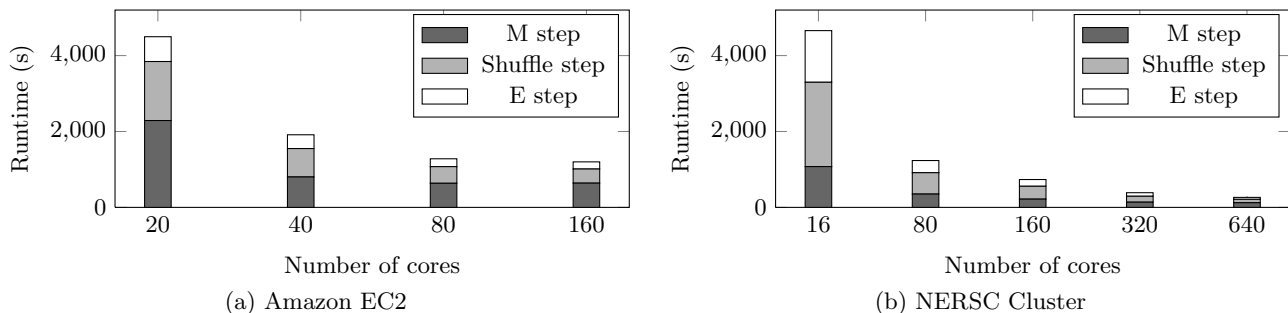 4,000
2,000
0
Runtime (s)
M step
Shuffle step
E step
20 40 80 160
Number of cores
(a) Amazon EC2
4,000
2,000
0
Runtime (s)
M step
Shuffle step
E step
16 80 160 320 640
Number of cores
(b) NERSC Cluster